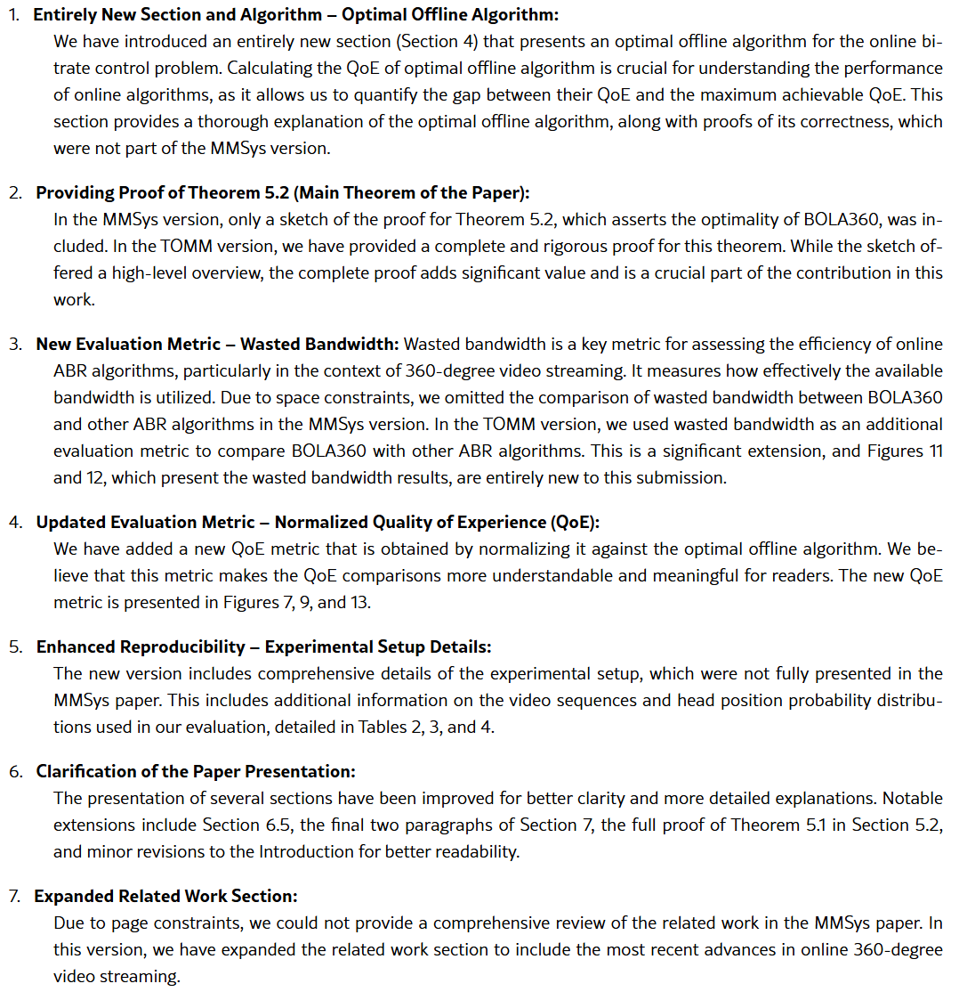 1. Entirely New Section and Algorithm – Optimal Offline Algorithm:
We have introduced an entirely new section (Section 4) that presents an optimal offline algorithm for the online bi-
trate control problem. Calculating the QoE of optimal offline algorithm is crucial for understanding the performance
of online algorithms, as it allows us to quantify the gap between their QoE and the maximum achievable QoE. This
section provides a thorough explanation of the optimal offline algorithm, along with proofs of its correctness, which
were not part of the MMSys version.
2. Providing Proof of Theorem 5.2 (Main Theorem of the Paper):
In the MMSys version, only a sketch of the proof for Theorem 5.2, which asserts the optimality of BOLA360, was in-
cluded. In the TOMM version, we have provided a complete and rigorous proof for this theorem. While the sketch of-
fered a high-level overview, the complete proof adds significant value and is a crucial part of the contribution in this
work.
3. New Evaluation Metric – Wasted Bandwidth: Wasted bandwidth is a key metric for assessing the efficiency of online
ABR algorithms, particularly in the context of 360-degree video streaming. It measures how effectively the available
bandwidth is utilized. Due to space constraints, we omitted the comparison of wasted bandwidth between BOLA360
and other ABR algorithms in the MMSys version. In the TOMM version, we used wasted bandwidth as an additional
evaluation metric to compare BOLA360 with other ABR algorithms. This is a significant extension, and Figures 11
and 12, which present the wasted bandwidth results, are entirely new to this submission.
4. Updated Evaluation Metric – Normalized Quality of Experience (QoE):
We have added a new QoE metric that is obtained by normalizing it against the optimal offline algorithm. We be-
lieve that this metric makes the QoE comparisons more understandable and meaningful for readers. The new QoE
metric is presented in Figures 7, 9, and 13.
5. Enhanced Reproducibility – Experimental Setup Details:
The new version includes comprehensive details of the experimental setup, which were not fully presented in the
MMSys paper. This includes additional information on the video sequences and head position probability distribu-
tions used in our evaluation, detailed in Tables 2, 3, and 4.
6. Clarification of the Paper Presentation:
The presentation of several sections have been improved for better clarity and more detailed explanations. Notable
extensions include Section 6.5, the final two paragraphs of Section 7, the full proof of Theorem 5.1 in Section 5.2,
and minor revisions to the Introduction for better readability.
7. Expanded Related Work Section:
Due to page constraints, we could not provide a comprehensive review of the related work in the MMSys paper. In
this version, we have expanded the related work section to include the most recent advances in online 360-degree
video streaming.